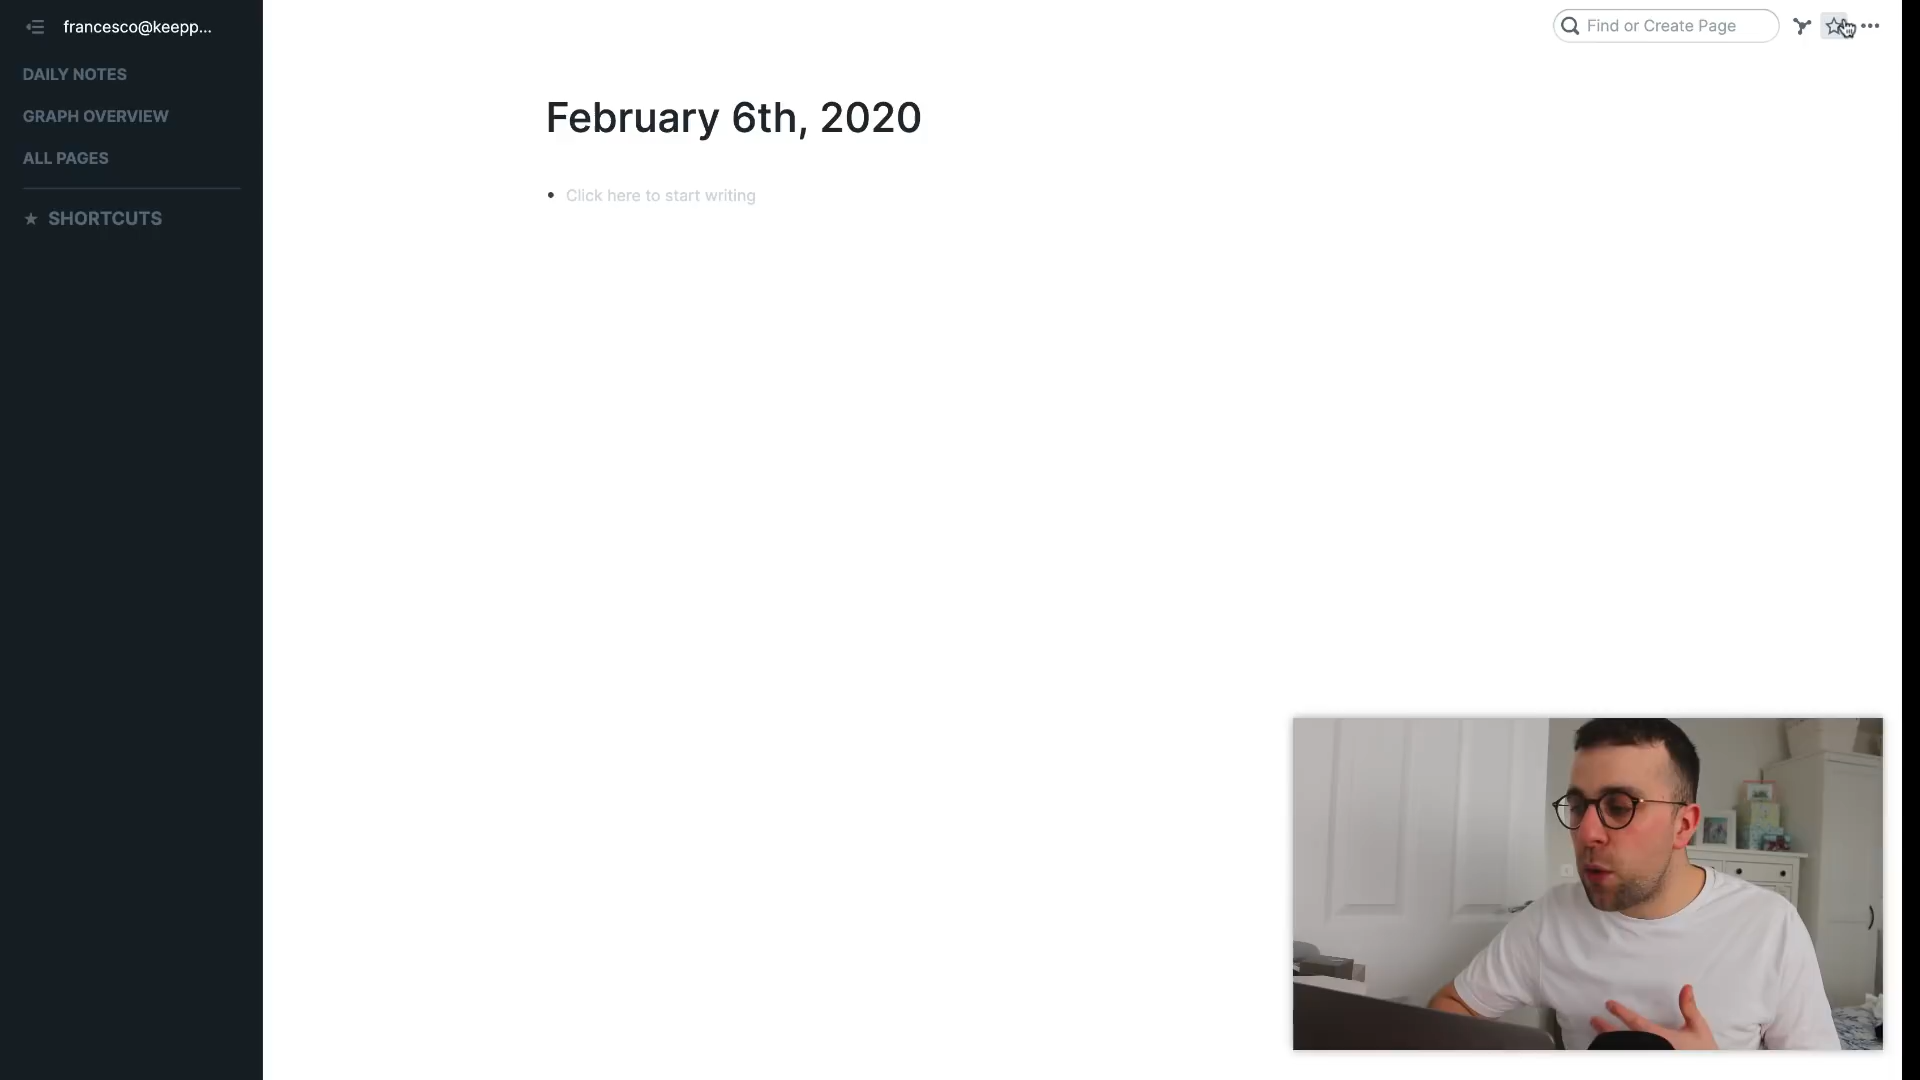 francesco@keepp...
DAILY NOTES
GRAPH OVERVIEW
ALL PAGES
★ SHORTCUTS
Find or Create Page
February 6th, 2020
• Click here to start writing